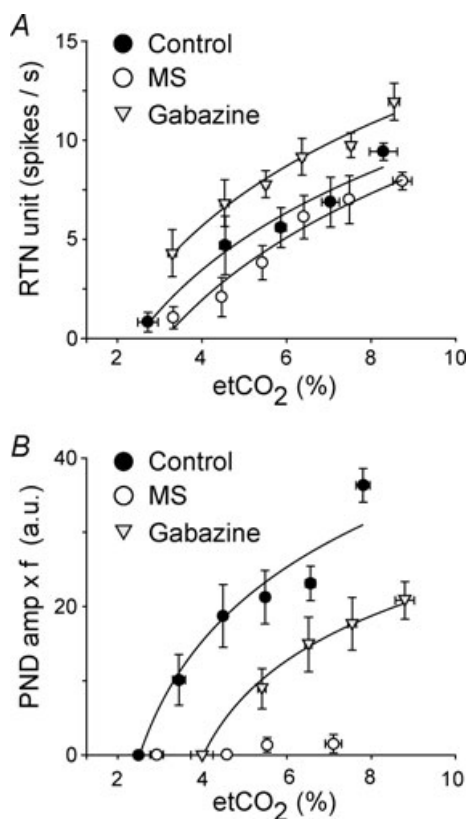 A
Control
MS
Gabazine
RTN unit (spikes / s)
15
10
5
0
2 4 6 8 10
etCO₂ (%)
B
Control
MS
Gabazine
PND amp x f (a.u.)
40
20
0
2 4 6 8 10
etCO₂ (%)